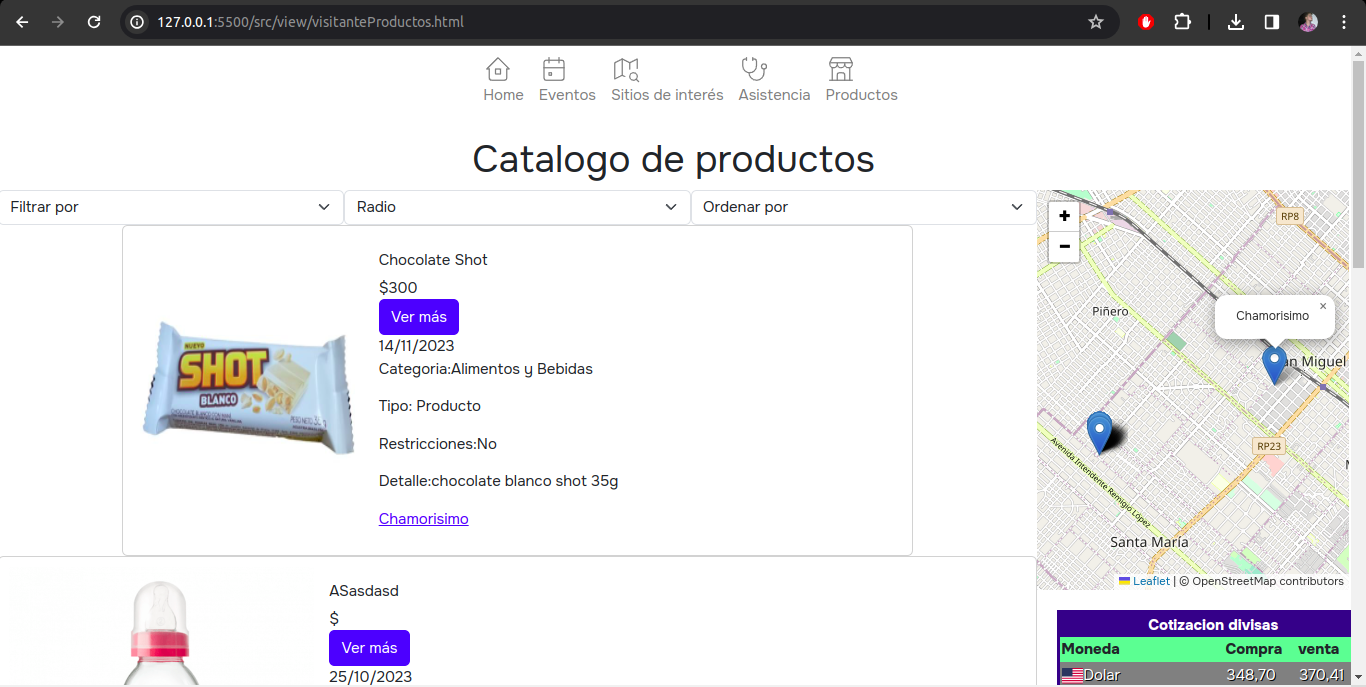 127.0.0.1:5500/src/view/visitanteProductos.html
Home Eventos Sitios de interés Asistencia Productos
Catalogo de productos
Filtrar por Radio Ordenar por
Chocolate Shot
$300
Ver más
14/11/2023
Categoria:Alimentos y Bebidas
Tipo: Producto
Restricciones:No
Detalle:chocolate blanco shot 35g
Chamorisimo
NUEVO
SHOT
BLANCO
+
−
RP8
Piñero
Chamorisimo
×
an Miguel
RP23
Avenida Intendente Remigio López
Santa María
Leaflet | © OpenStreetMap contributors
ASasdasd
$
Ver más
25/10/2023
Cotizacion divisas
Moneda Compra venta
Dolar 348,70 370,41